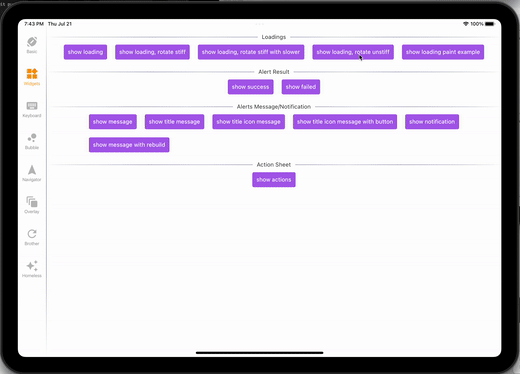 7:43 PM Thu Jul 21
100%
Loadings
show loading
show loading, rotate stiff
show loading, rotate stiff with slower
show loading, rotate unstiff
show loading paint example
Alert Result
show success
show failed
Alerts Message/Notification
show message
show title message
show title icon message
show title icon message with button
show notification
show message with rebuild
Action Sheet
show actions
Basic
Widgets
Keyboard
Bubble
Navigator
Overlay
Brother
Homeless